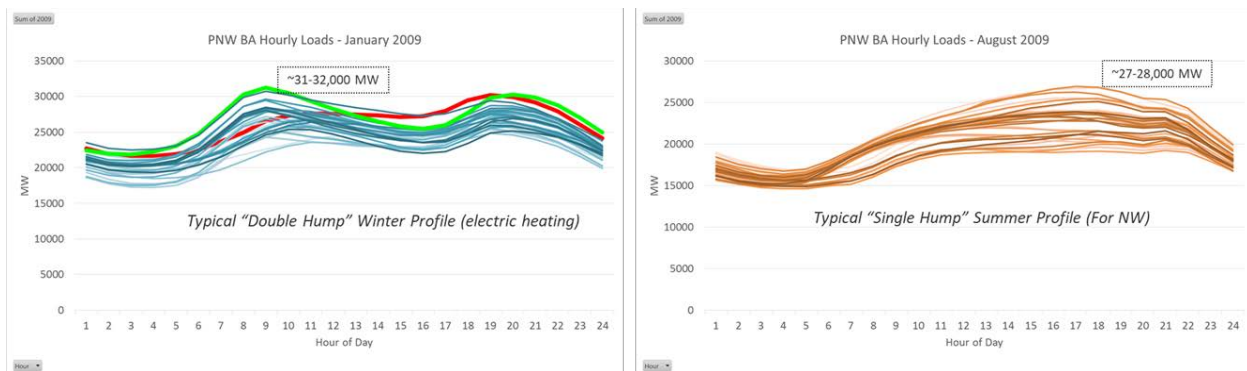 Sum of 2009
PNW BA Hourly Loads - January 2009
~31-32,000 MW
35000
30000
25000
20000
15000
10000
5000
0
MW
Typical “Double Hump” Winter Profile (electric heating)
1 2 3 4 5 6 7 8 9 10 11 12 13 14 15 16 17 18 19 20 21 22 23 24
Hour of Day
Hour
Sum of 2009
PNW BA Hourly Loads - August 2009
~27-28,000 MW
30000
25000
20000
15000
10000
5000
0
MW
Typical “Single Hump” Summer Profile (For NW)
1 2 3 4 5 6 7 8 9 10 11 12 13 14 15 16 17 18 19 20 21 22 23 24
Hour of Day
Hour